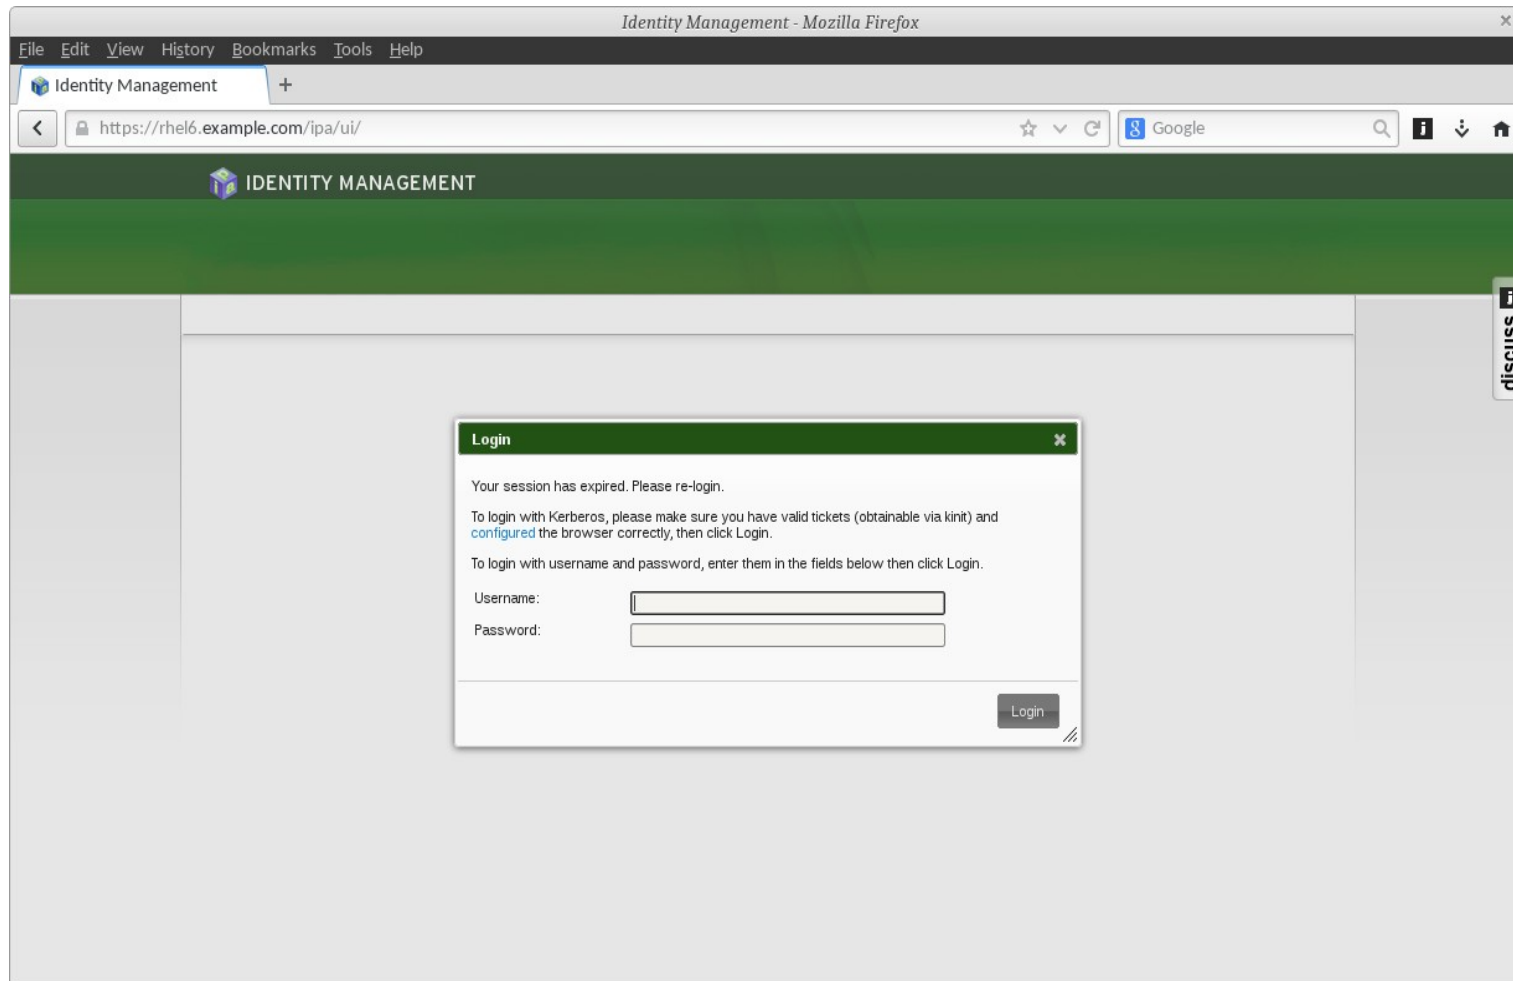 Identity Management - Mozilla Firefox
File Edit View History Bookmarks Tools Help
Identity Management
https://rhel6.example.com/ipa/ui/
Google
IDENTITY MANAGEMENT
discuss
Login
Your session has expired. Please re-login.
To login with Kerberos, please make sure you have valid tickets (obtainable via kinit) and
configured the browser correctly, then click Login.
To login with username and password, enter them in the fields below then click Login.
Username:
Password:
Login